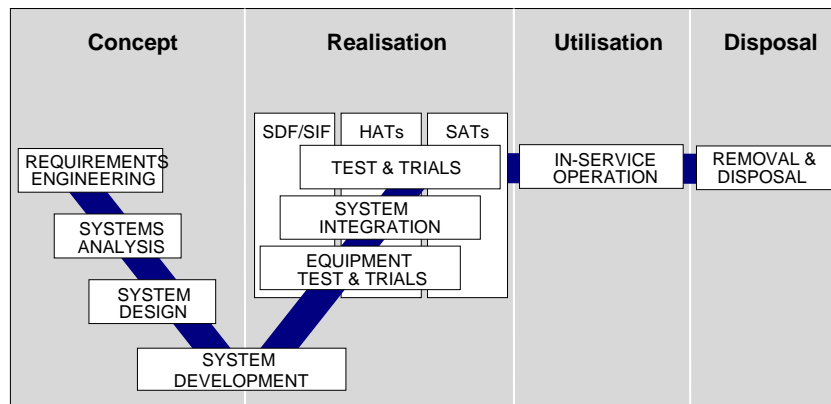 Concept
Realisation
Utilisation
Disposal
SDF/SIF
HATs
SATs
REQUIREMENTS
ENGINEERING
TEST & TRIALS
IN-SERVICE
OPERATION
REMOVAL &
DISPOSAL
SYSTEMS
ANALYSIS
SYSTEM
INTEGRATION
EQUIPMENT
TEST & TRIALS
SYSTEM
DESIGN
SYSTEM
DEVELOPMENT